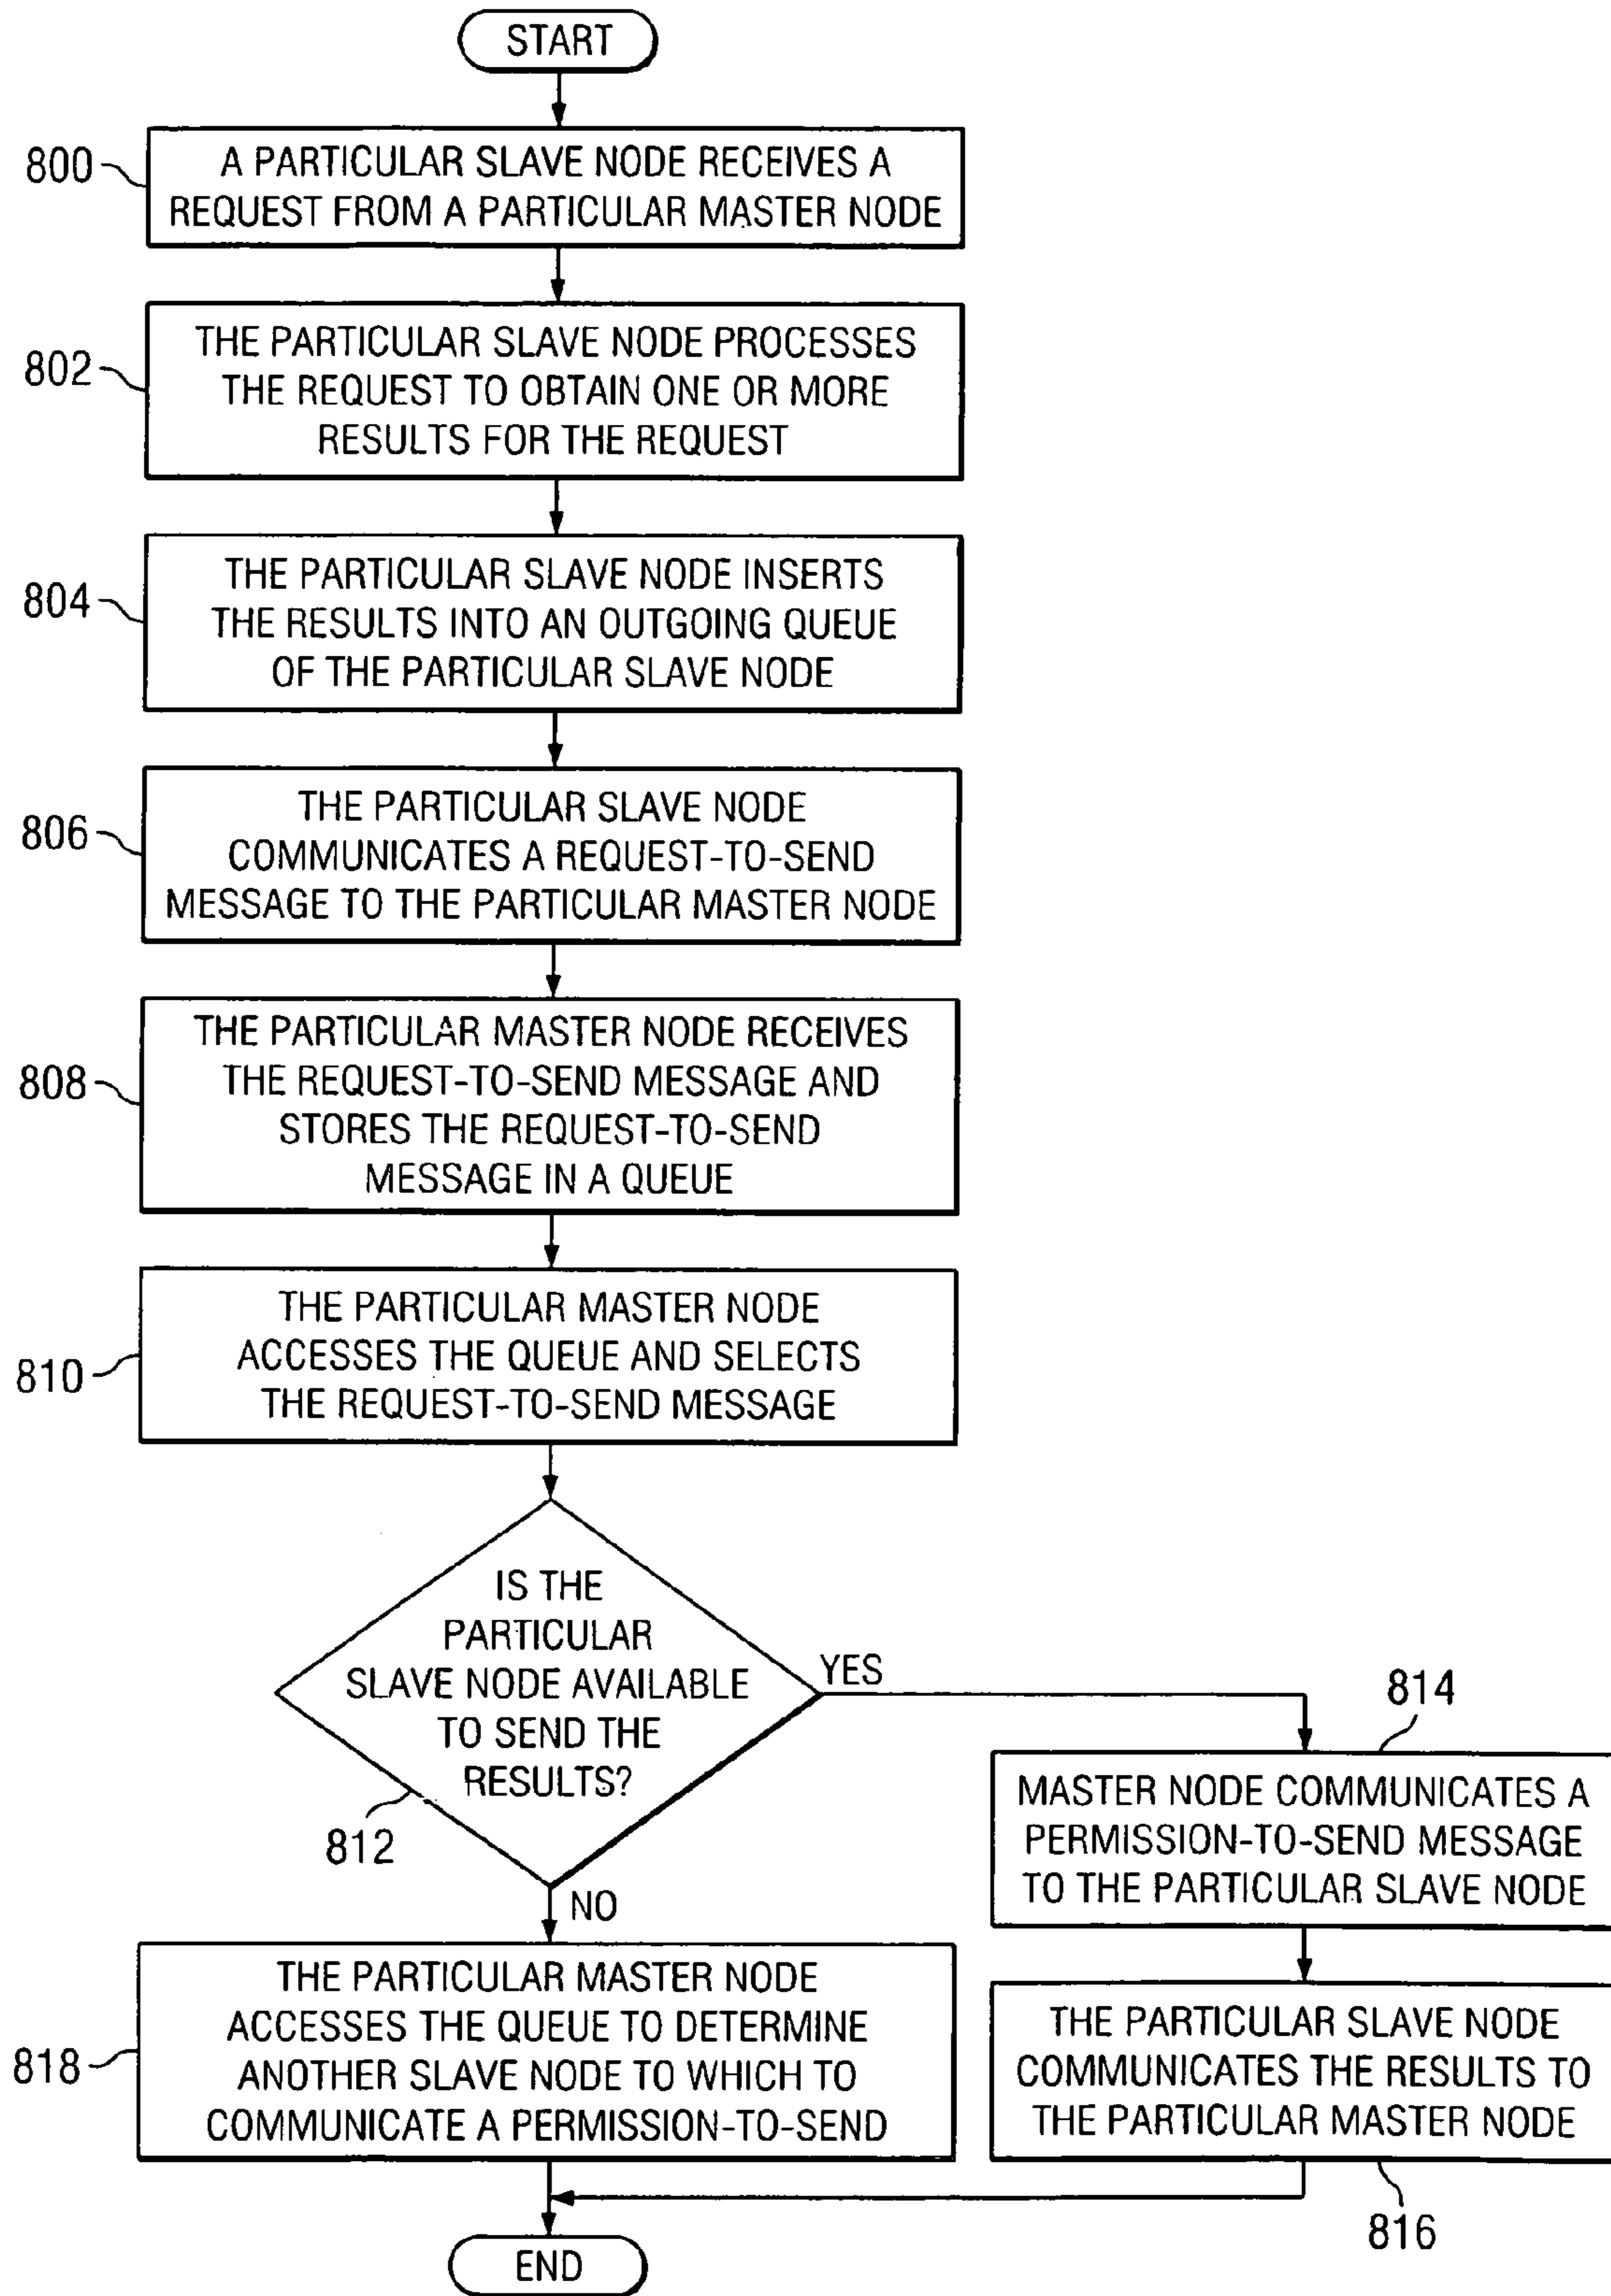 START
800
A PARTICULAR SLAVE NODE RECEIVES A
REQUEST FROM A PARTICULAR MASTER NODE
802
THE PARTICULAR SLAVE NODE PROCESSES
THE REQUEST TO OBTAIN ONE OR MORE
RESULTS FOR THE REQUEST
804
THE PARTICULAR SLAVE NODE INSERTS
THE RESULTS INTO AN OUTGOING QUEUE
OF THE PARTICULAR SLAVE NODE
806
THE PARTICULAR SLAVE NODE
COMMUNICATES A REQUEST-TO-SEND
MESSAGE TO THE PARTICULAR MASTER NODE
808
THE PARTICULAR MASTER NODE RECEIVES
THE REQUEST-TO-SEND MESSAGE AND
STORES THE REQUEST-TO-SEND
MESSAGE IN A QUEUE
810
THE PARTICULAR MASTER NODE
ACCESSES THE QUEUE AND SELECTS
THE REQUEST-TO-SEND MESSAGE
IS THE
PARTICULAR
SLAVE NODE AVAILABLE
TO SEND THE
RESULTS?
812
YES
NO
814
MASTER NODE COMMUNICATES A
PERMISSION-TO-SEND MESSAGE
TO THE PARTICULAR SLAVE NODE
THE PARTICULAR SLAVE NODE
COMMUNICATES THE RESULTS TO
THE PARTICULAR MASTER NODE
816
818
THE PARTICULAR MASTER NODE
ACCESSES THE QUEUE TO DETERMINE
ANOTHER SLAVE NODE TO WHICH TO
COMMUNICATE A PERMISSION-TO-SEND
END